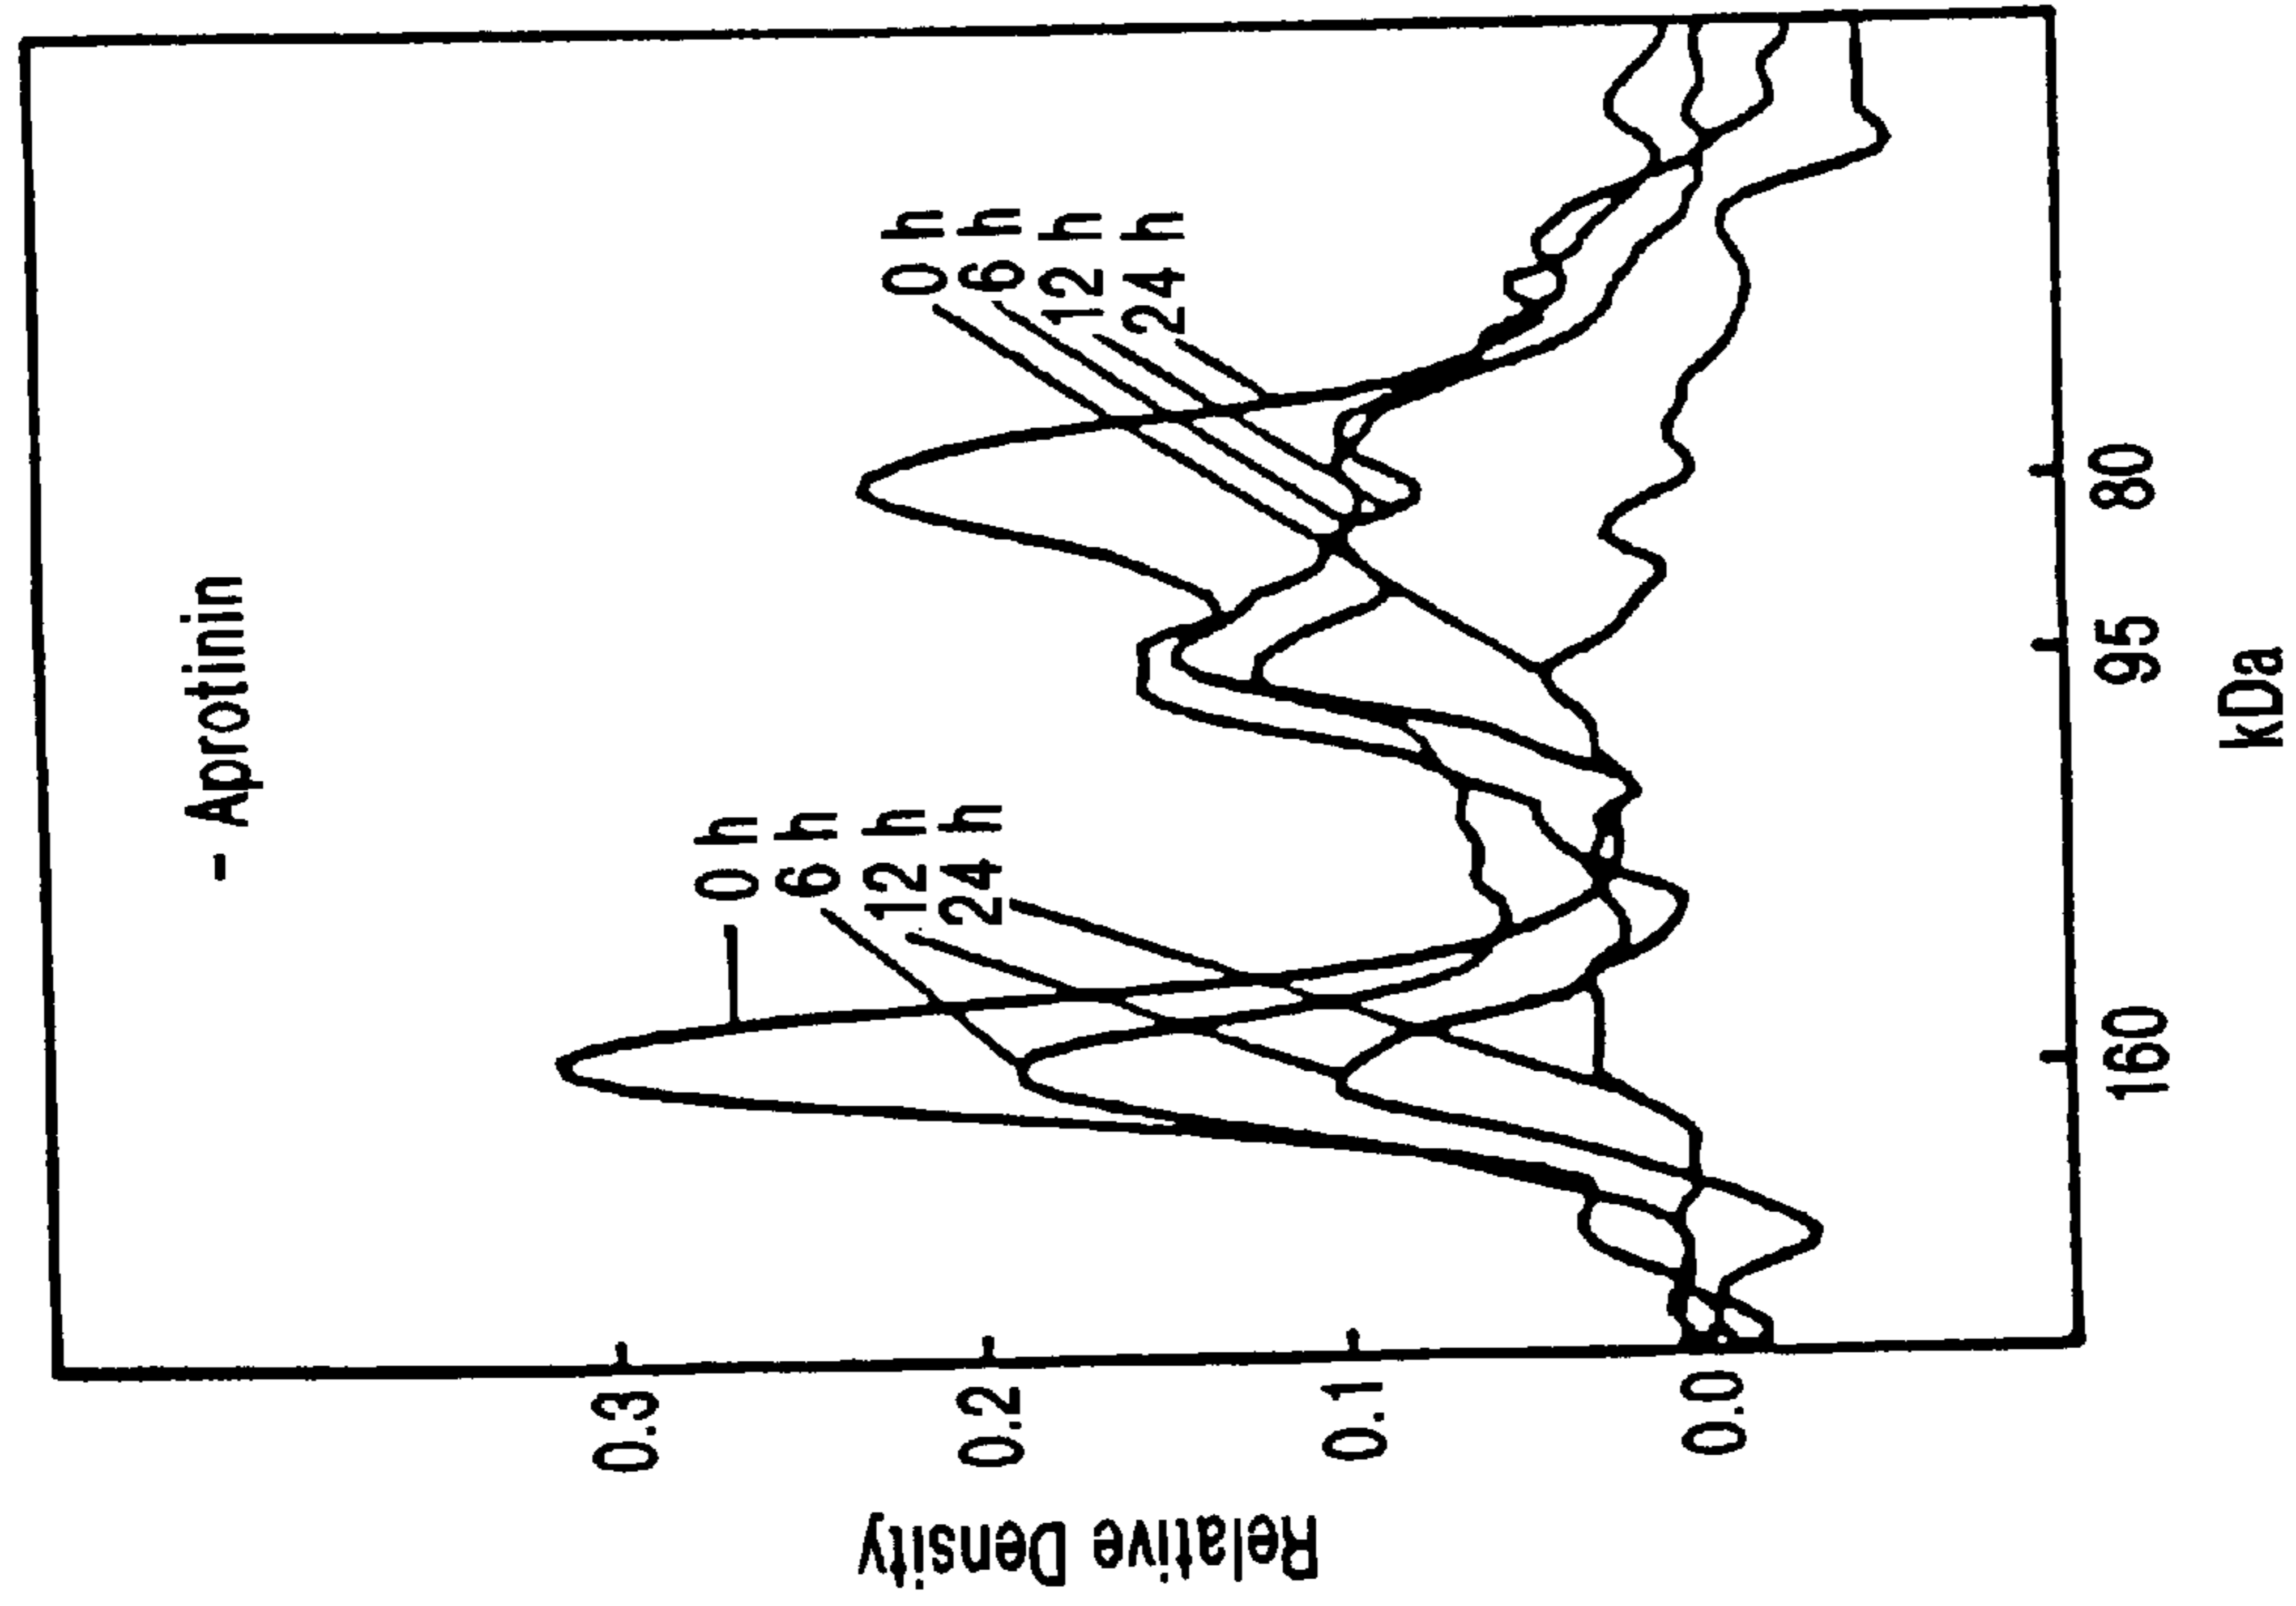 - Aprotinin
0 h
6 h
12 h
24 h
0 h
6 h
12 h
24 h
0.3
0.2
0.1
0.0
Relative Density
160
95
80
kDa